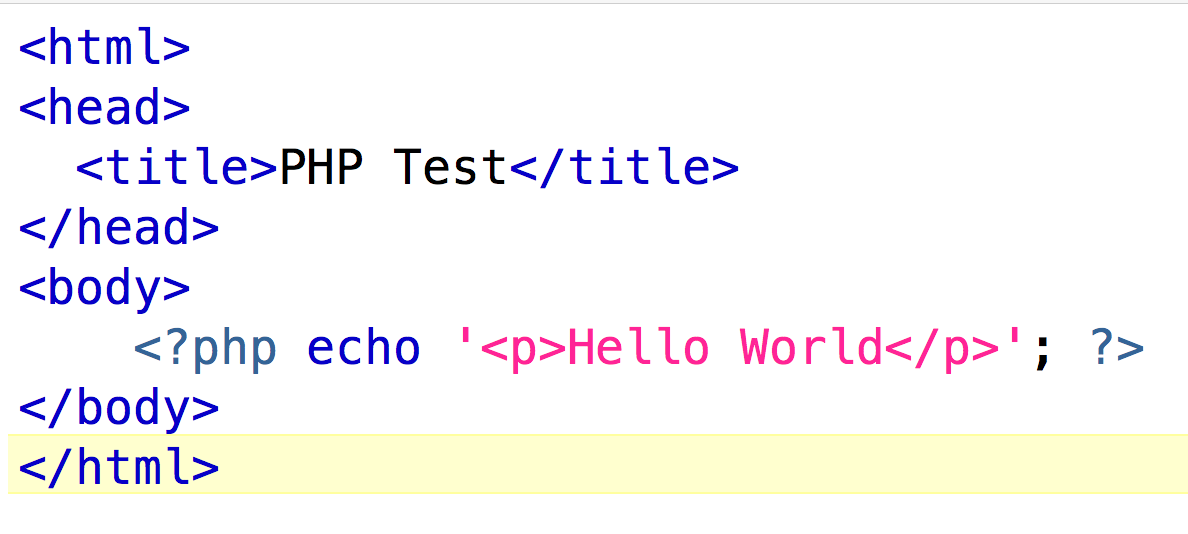 <html>
<head>
  <title>PHP Test</title>
</head>
<body>
    <?php echo '<p>Hello World</p>'; ?>
</body>
</html>